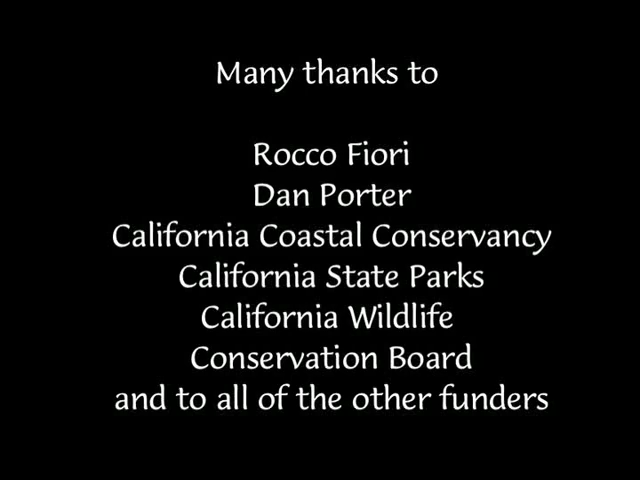 Many thanks to
Rocco Fiori
Dan Porter
California Coastal Conservancy
California State Parks
California Wildlife
Conservation Board
and to all of the other funders